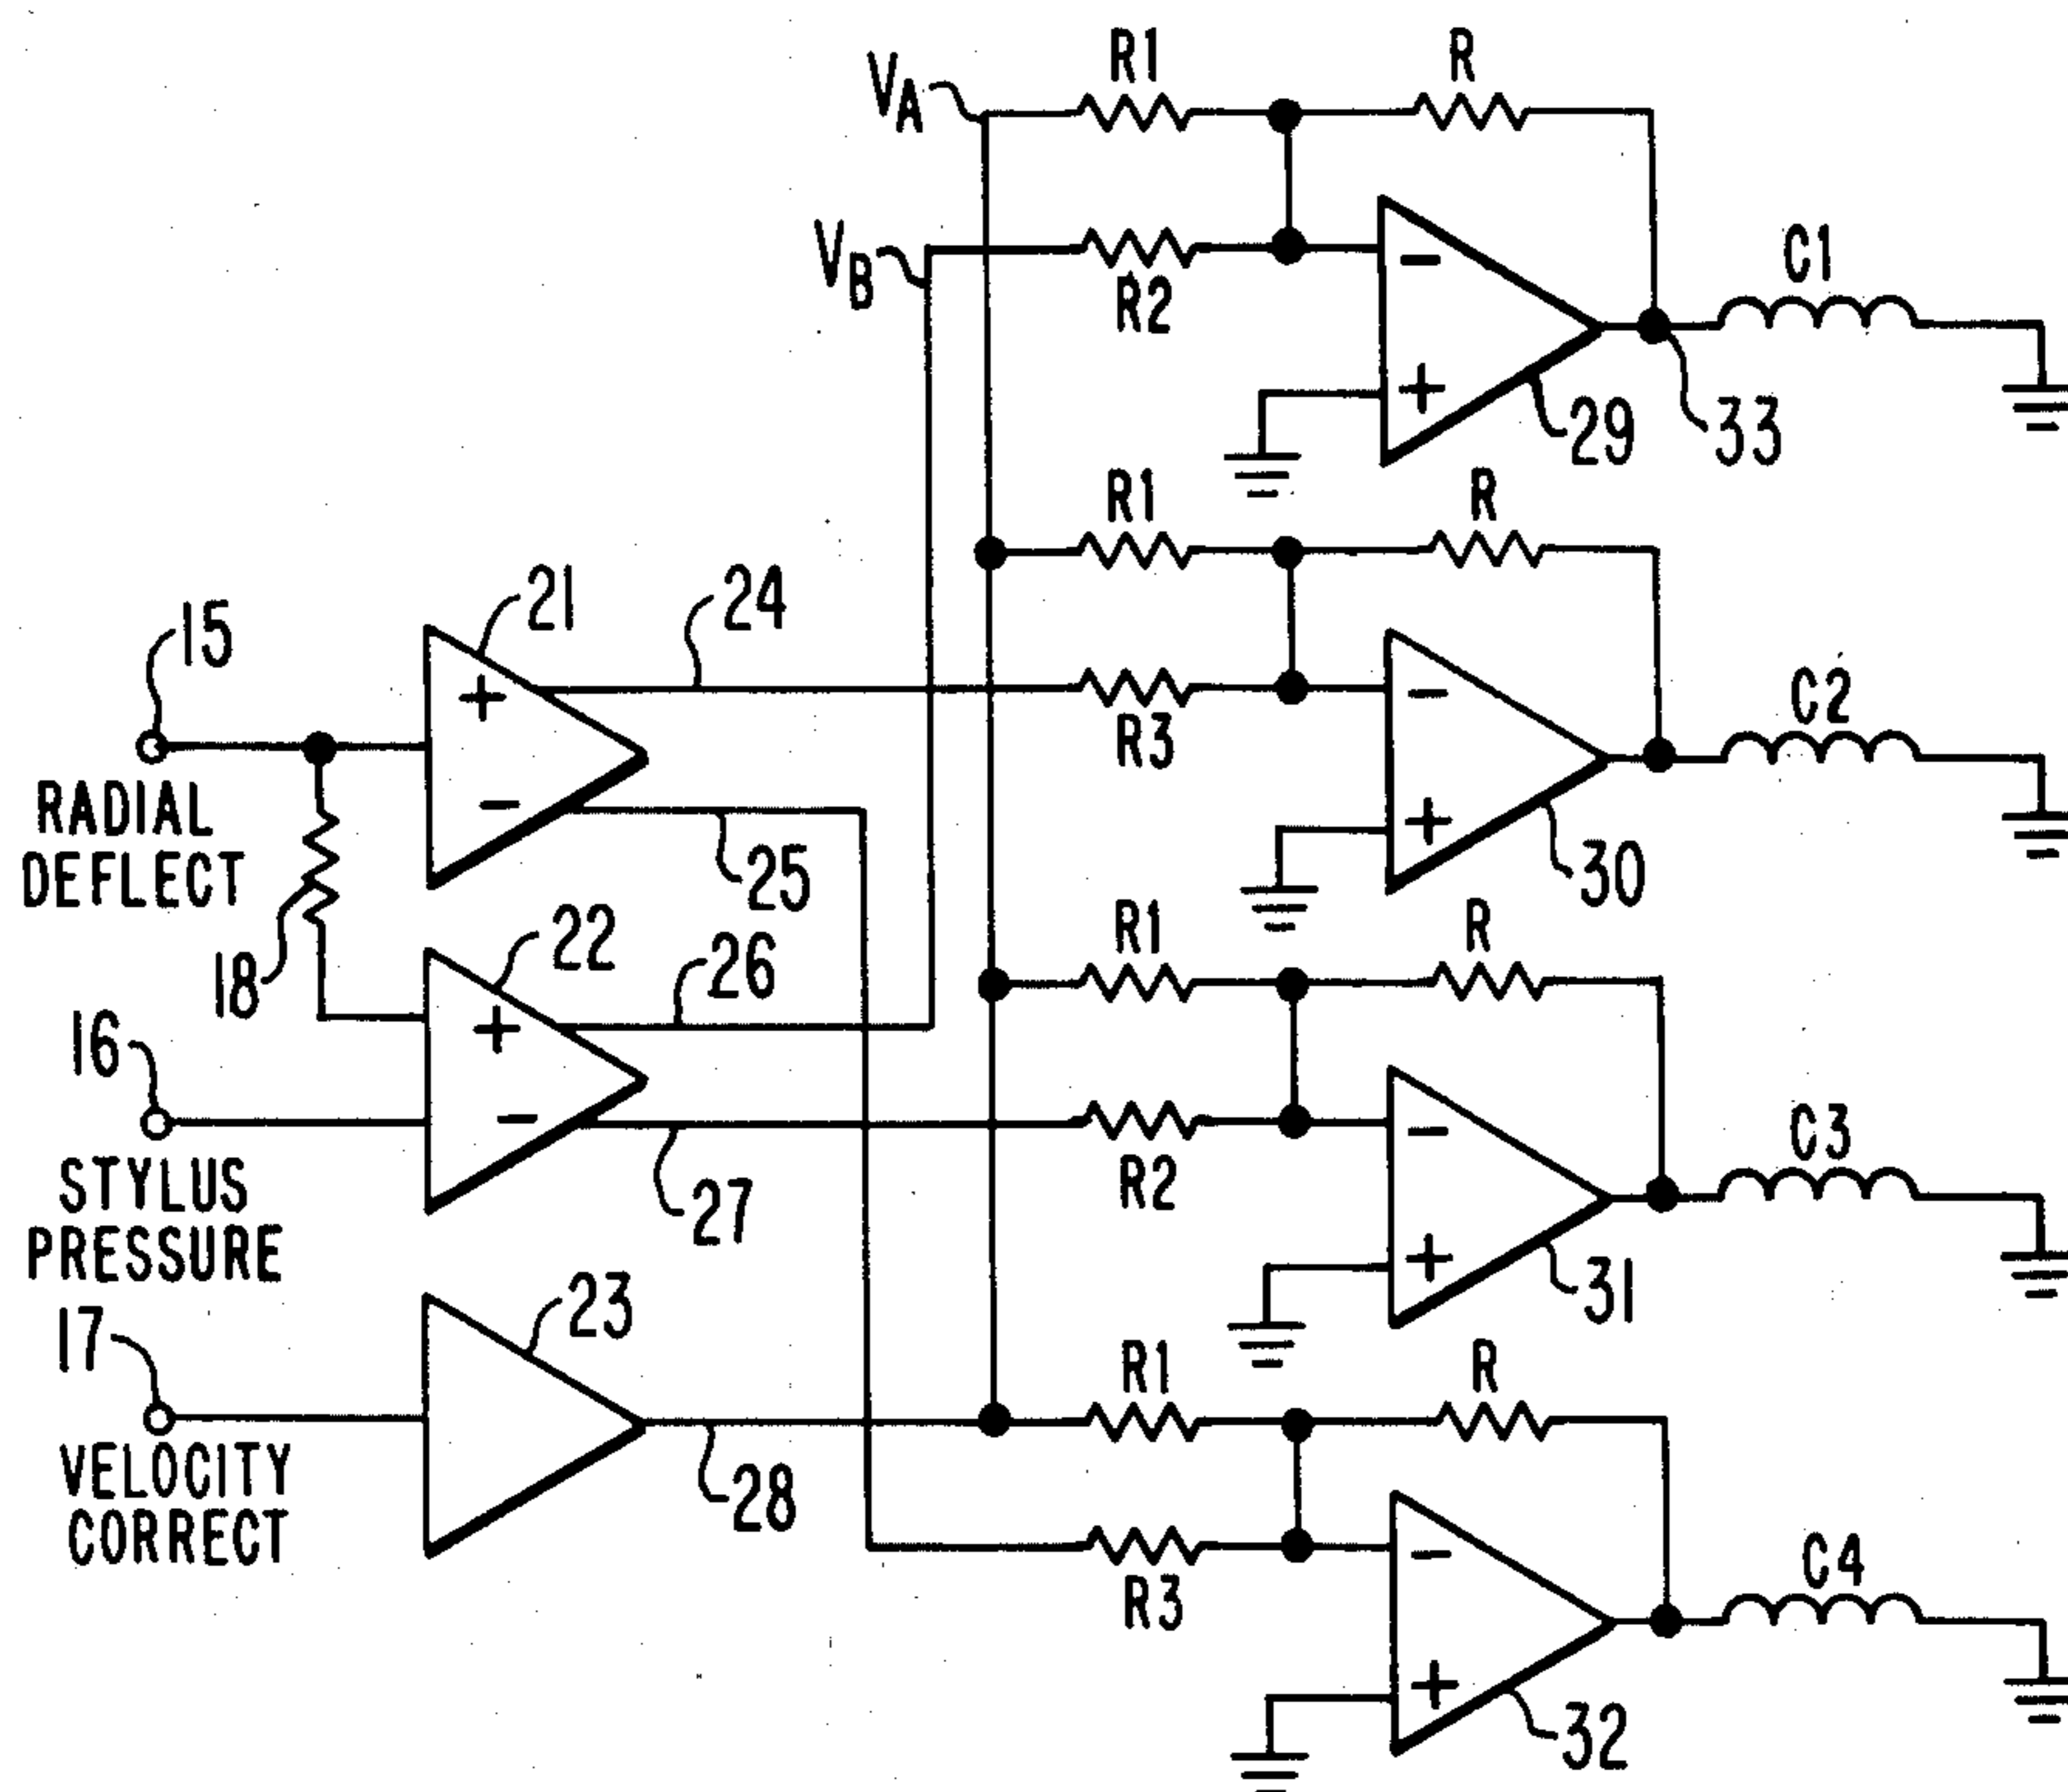 R1
R
VA
VB
R2
C1
−
+
29
33
R1
R
21
24
15
+
−
R3
C2
RADIAL
DEFLECT
−
+
25
30
22
R1
R
18
26
16
+
−
−
C3
STYLUS
PRESSURE
27
R2
+
31
23
17
R1
R
VELOCITY
CORRECT
28
−
R3
C4
+
32